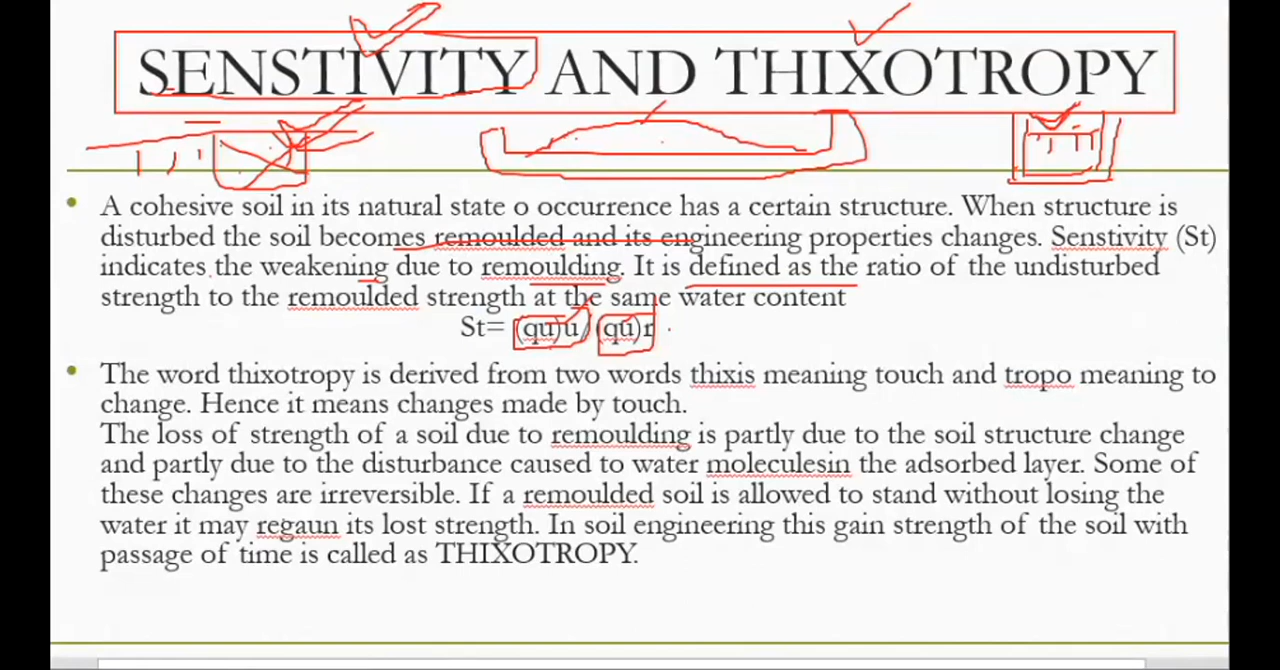 SENSTIVITY AND THIXOTROPY
• A cohesive soil in its natural state o occurrence has a certain structure. When structure is
disturbed the soil becomes remoulded and its engineering properties changes. Senstivity (St)
indicates the weakening due to remoulding. It is defined as the ratio of the undisturbed
strength to the remoulded strength at the same water content
St= (qu)u/ (qu)r
• The word thixotropy is derived from two words thixis meaning touch and tropo meaning to
change. Hence it means changes made by touch.
The loss of strength of a soil due to remoulding is partly due to the soil structure change
and partly due to the disturbance caused to water moleculesin the adsorbed layer. Some of
these changes are irreversible. If a remoulded soil is allowed to stand without losing the
water it may regaun its lost strength. In soil engineering this gain strength of the soil with
passage of time is called as THIXOTROPY.